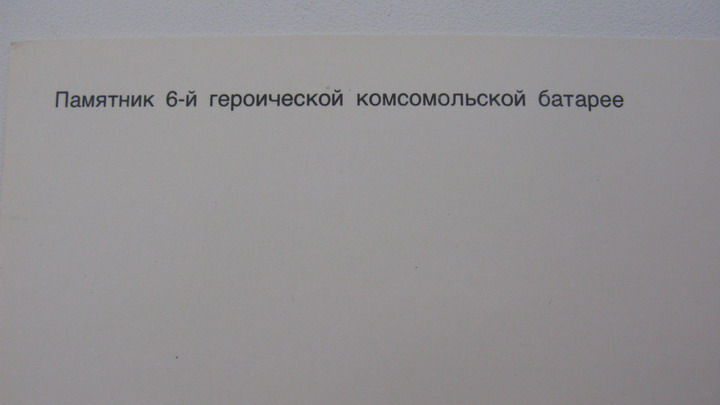 Памятник 6-й героической комсомольской батарее